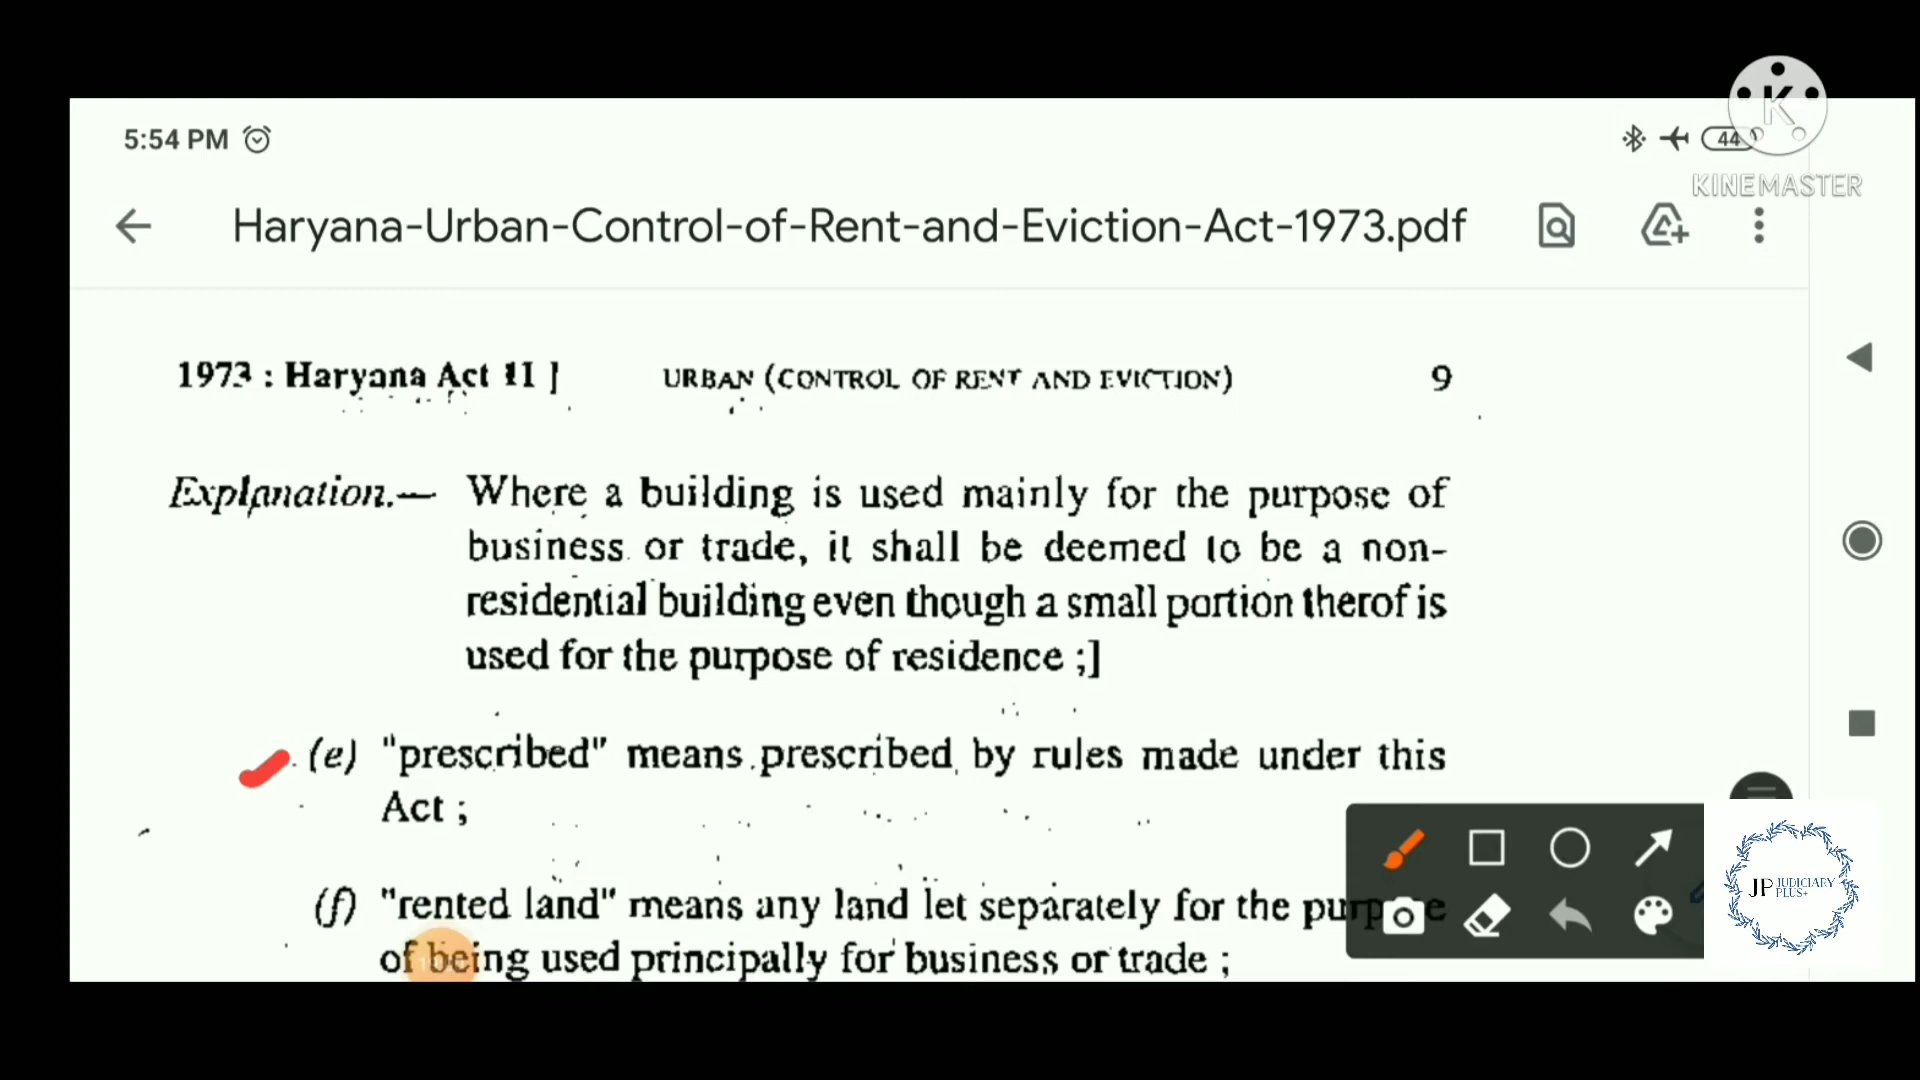 5:54 PM
44
KINEMASTER
Haryana-Urban-Control-of-Rent-and-Eviction-Act-1973.pdf
1973 : Haryana Act 11 ]
URBAN (CONTROL OF RENT AND EVICTION)
9
Explanation.— Where a building is used mainly for the purpose of
business or trade, it shall be deemed to be a non-
residential building even though a small portion therof is
used for the purpose of residence ;]
(e) "prescribed" means prescribed by rules made under this
Act ;
(f) "rented land" means any land let separately for the purpose
of being used principally for business or trade ;
JP JUDICIARY
PLUS+